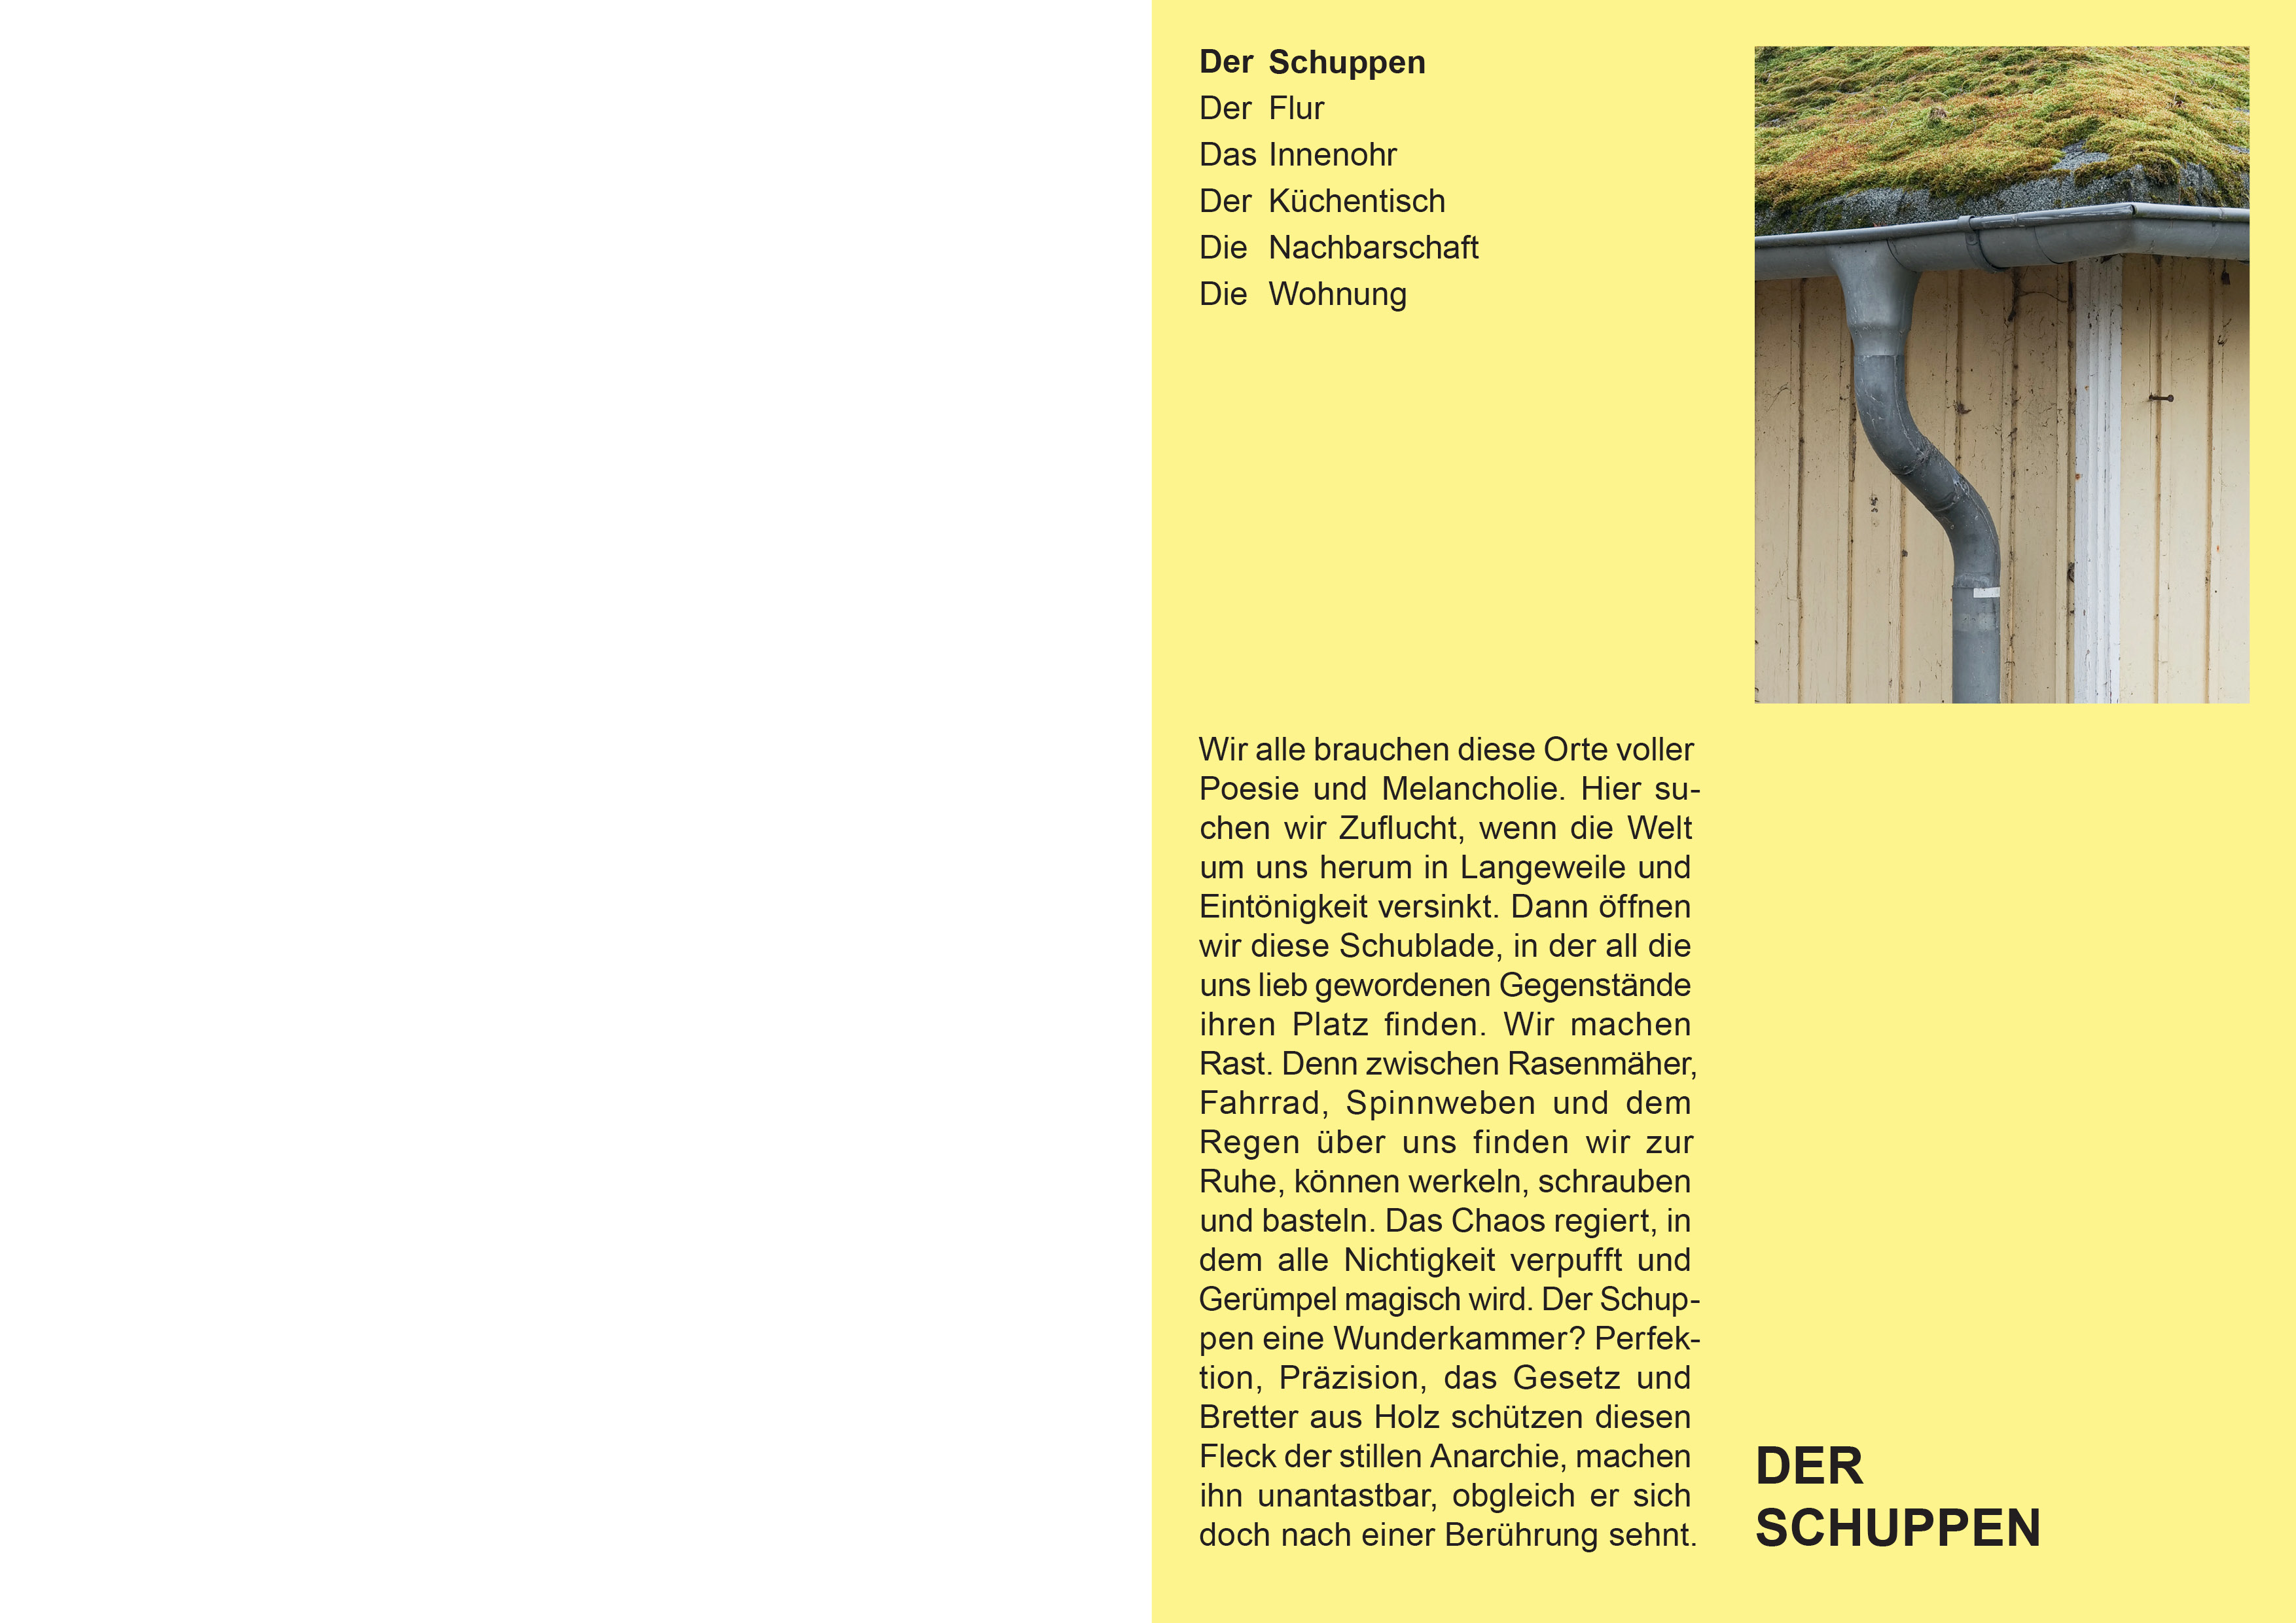 Der Schuppen
Der Flur
Das Innenohr
Der Küchentisch
Die Nachbarschaft
Die Wohnung
Wir alle brauchen diese Orte voller
Poesie und Melancholie. Hier su-
chen wir Zuflucht, wenn die Welt
um uns herum in Langeweile und
Eintönigkeit versinkt. Dann öffnen
wir diese Schublade, in der all die
uns lieb gewordenen Gegenstände
ihren Platz finden. Wir machen
Rast. Denn zwischen Rasenmäher,
Fahrrad, Spinnweben und dem
Regen über uns finden wir zur
Ruhe, können werkeln, schrauben
und basteln. Das Chaos regiert, in
dem alle Nichtigkeit verpufft und
Gerümpel magisch wird. Der Schup-
pen eine Wunderkammer? Perfek-
tion, Präzision, das Gesetz und
Bretter aus Holz schützen diesen
Fleck der stillen Anarchie, machen
ihn unantastbar, obgleich er sich
doch nach einer Berührung sehnt.
DER
SCHUPPEN